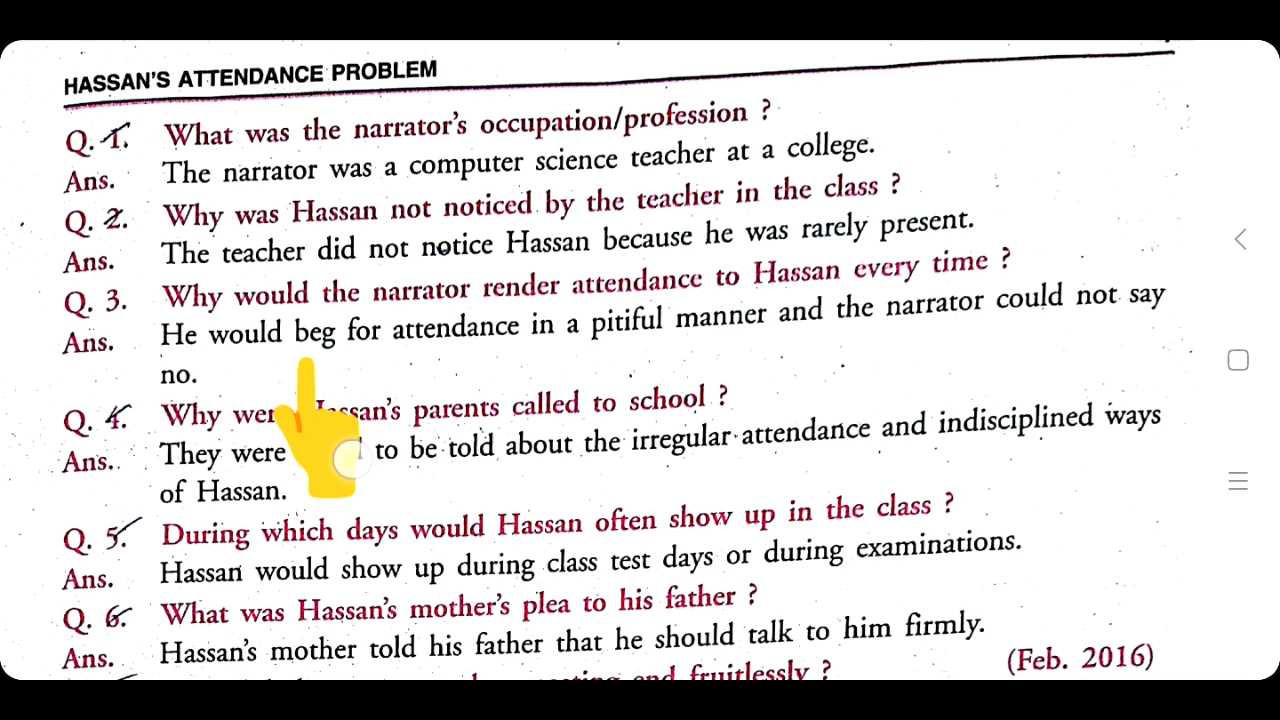 HASSAN'S ATTENDANCE PROBLEM
Q. 1. What was the narrator's occupation/profession ?
Ans. The narrator was a computer science teacher at a college.
Q. 2. Why was Hassan not noticed by the teacher in the class ?
Ans. The teacher did not notice Hassan because he was rarely present.
Q. 3. Why would the narrator render attendance to Hassan every time ?
Ans. He would beg for attendance in a pitiful manner and the narrator could not say
no.
Q. 4. Why Hassan's parents called to school ?
Ans. They were to be told about the irregular attendance and indisciplined ways
of Hassan.
Q. 5. During which days would Hassan often show up in the class ?
Ans. Hassan would show up during class test days or during examinations.
Q. 6. What was Hassan's mother's plea to his father ?
Ans. Hassan's mother told his father that he should talk to him firmly.
and fruitlessly ? (Feb. 2016)